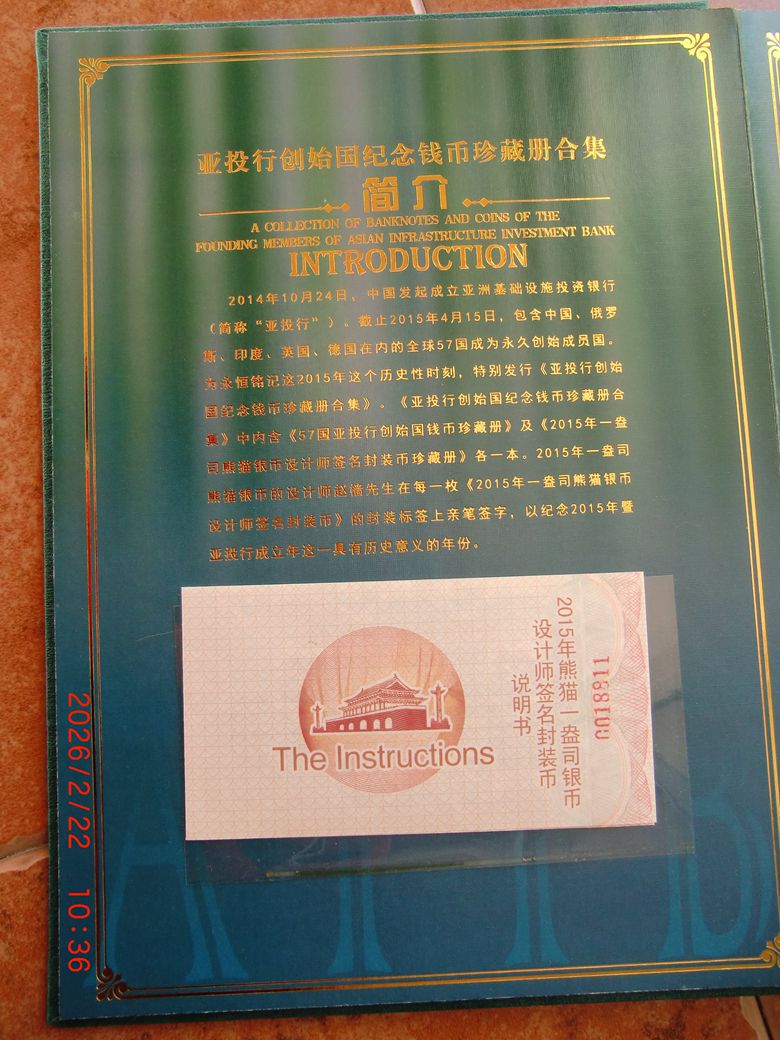 亚投行创始国纪念钱币珍藏册合集
简介
A COLLECTION OF BANKNOTES AND COINS OF THE
FOUNDING MEMBERS OF ASIAN INFRASTRUCTURE INVESTMENT BANK
INTRODUCTION
2014年10月24日，中国发起成立亚洲基础设施投资银行
（简称“亚投行”）。截止2015年4月15日，包含中国、俄罗
斯、印度、英国、德国在内的全球57国成为永久创始成员国。
为永恒铭记这2015年这个历史性时刻，特别发行《亚投行创始
国纪念钱币珍藏册合集》。《亚投行创始国纪念钱币珍藏册合
集》中内含《57国亚投行创始国钱币珍藏册》及《2015年一盎
司熊猫银币设计师签名封装币珍藏册》各一本。2015年一盎司
熊猫银币的设计师赵樯先生在每一枚《2015年一盎司熊猫银币
设计师签名封装币》的封装标签上亲笔签字，以纪念2015年暨
亚投行成立年这一具有历史意义的年份。
The Instructions
2015年熊猫一盎司银币
设计师签名封装币
说明书
AIIB
2026/2/22 10:36